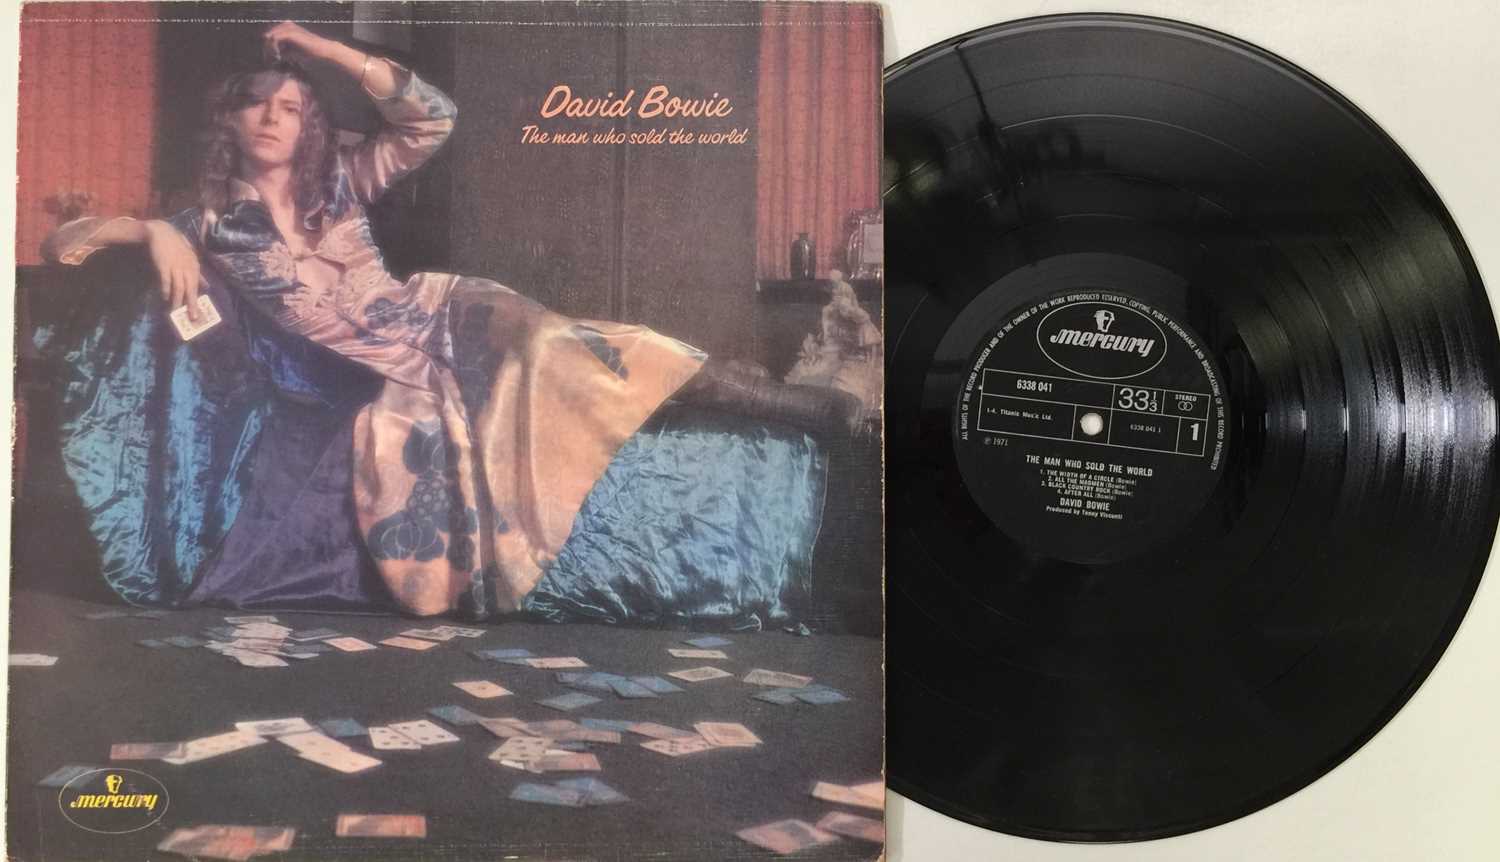 David Bowie
The man who sold the world
mercury
ALL RIGHTS OF THE RECORD PRODUCER AND OF THE OWNER OF THE WORK REPRODUCED RESERVED. COPYING, PUBLIC PERFORMANCE AND BROADCASTING OF THIS RECORD PROHIBITED
mercury
6338 041
33 1/3
STEREO
1-4. Titanic Music Ltd.
6338 041 1
1
℗ 1971
THE MAN WHO SOLD THE WORLD
1. THE WIDTH OF A CIRCLE (Bowie)
2. ALL THE MADMEN (Bowie)
3. BLACK COUNTRY ROCK (Bowie)
4. AFTER ALL (Bowie)
DAVID BOWIE
Produced by Tonny Visconti